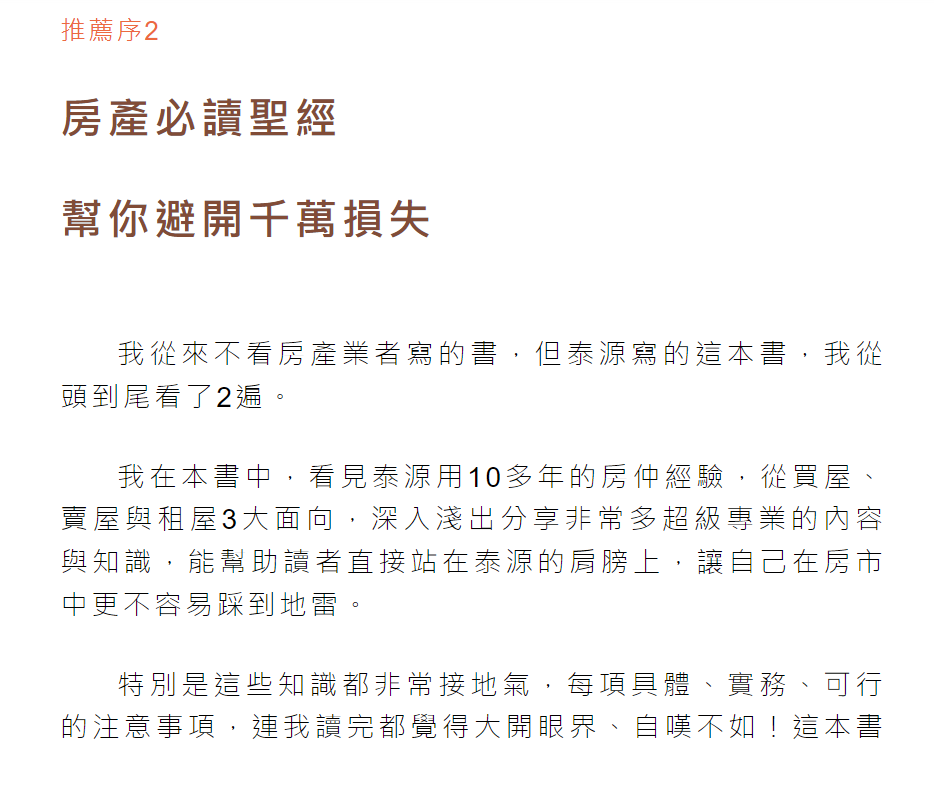 推薦序2
房產必讀聖經
幫你避開千萬損失
我從來不看房產業者寫的書，但泰源寫的這本書，我從
頭到尾看了2遍。
我在本書中，看見泰源用10多年的房仲經驗，從買屋、
賣屋與租屋3大面向，深入淺出分享非常多超級專業的內容
與知識，能幫助讀者直接站在泰源的肩膀上，讓自己在房市
中更不容易踩到地雷。
特別是這些知識都非常接地氣，每項具體、實務、可行
的注意事項，連我讀完都覺得大開眼界、自嘆不如！這本書